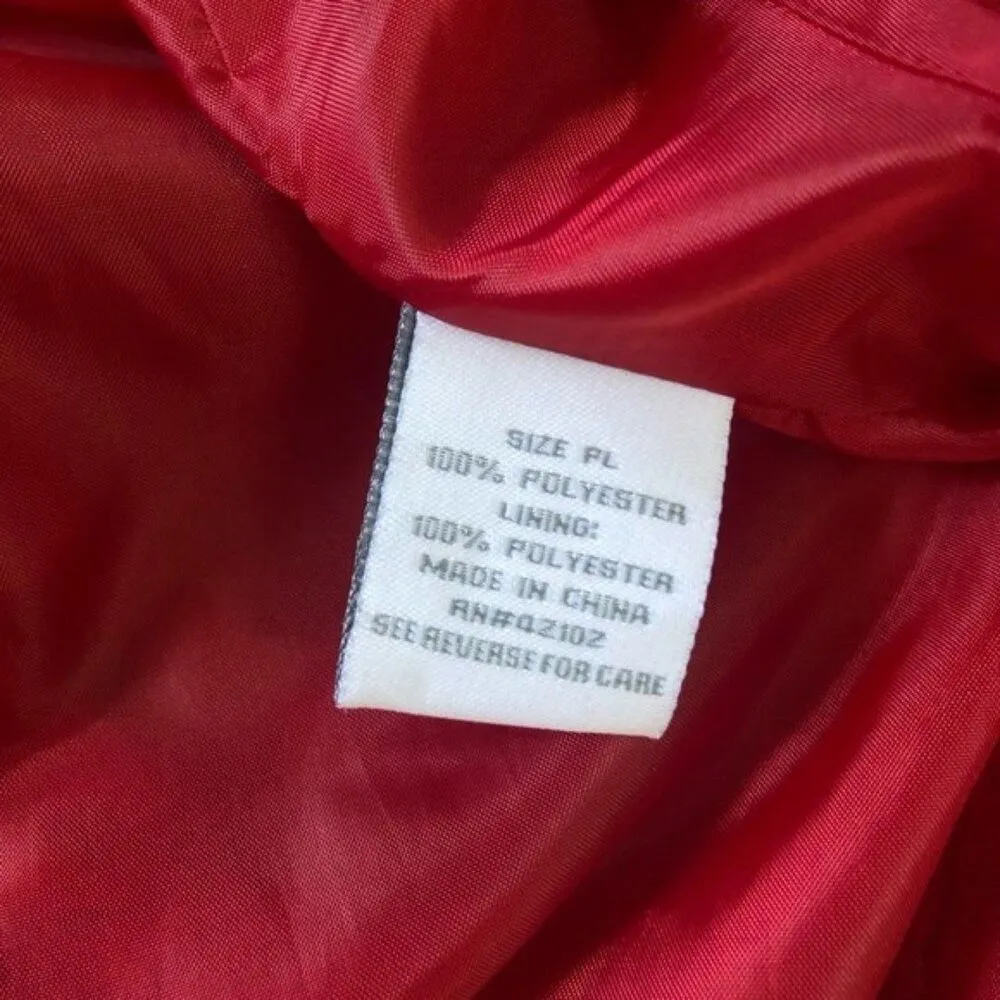 SIZE PL
100% POLYESTER
LINING:
100% POLYESTER
MADE IN CHINA
RN#42102
SEE REVERSE FOR CARE